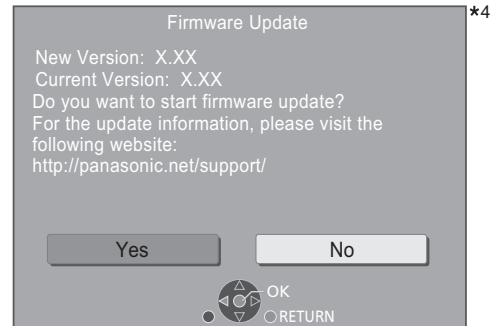 Firmware Update
*4
New Version: X.XX
Current Version: X.XX
Do you want to start firmware update?
For the update information, please visit the
following website:
http://panasonic.net/support/
Yes
No
OK
RETURN